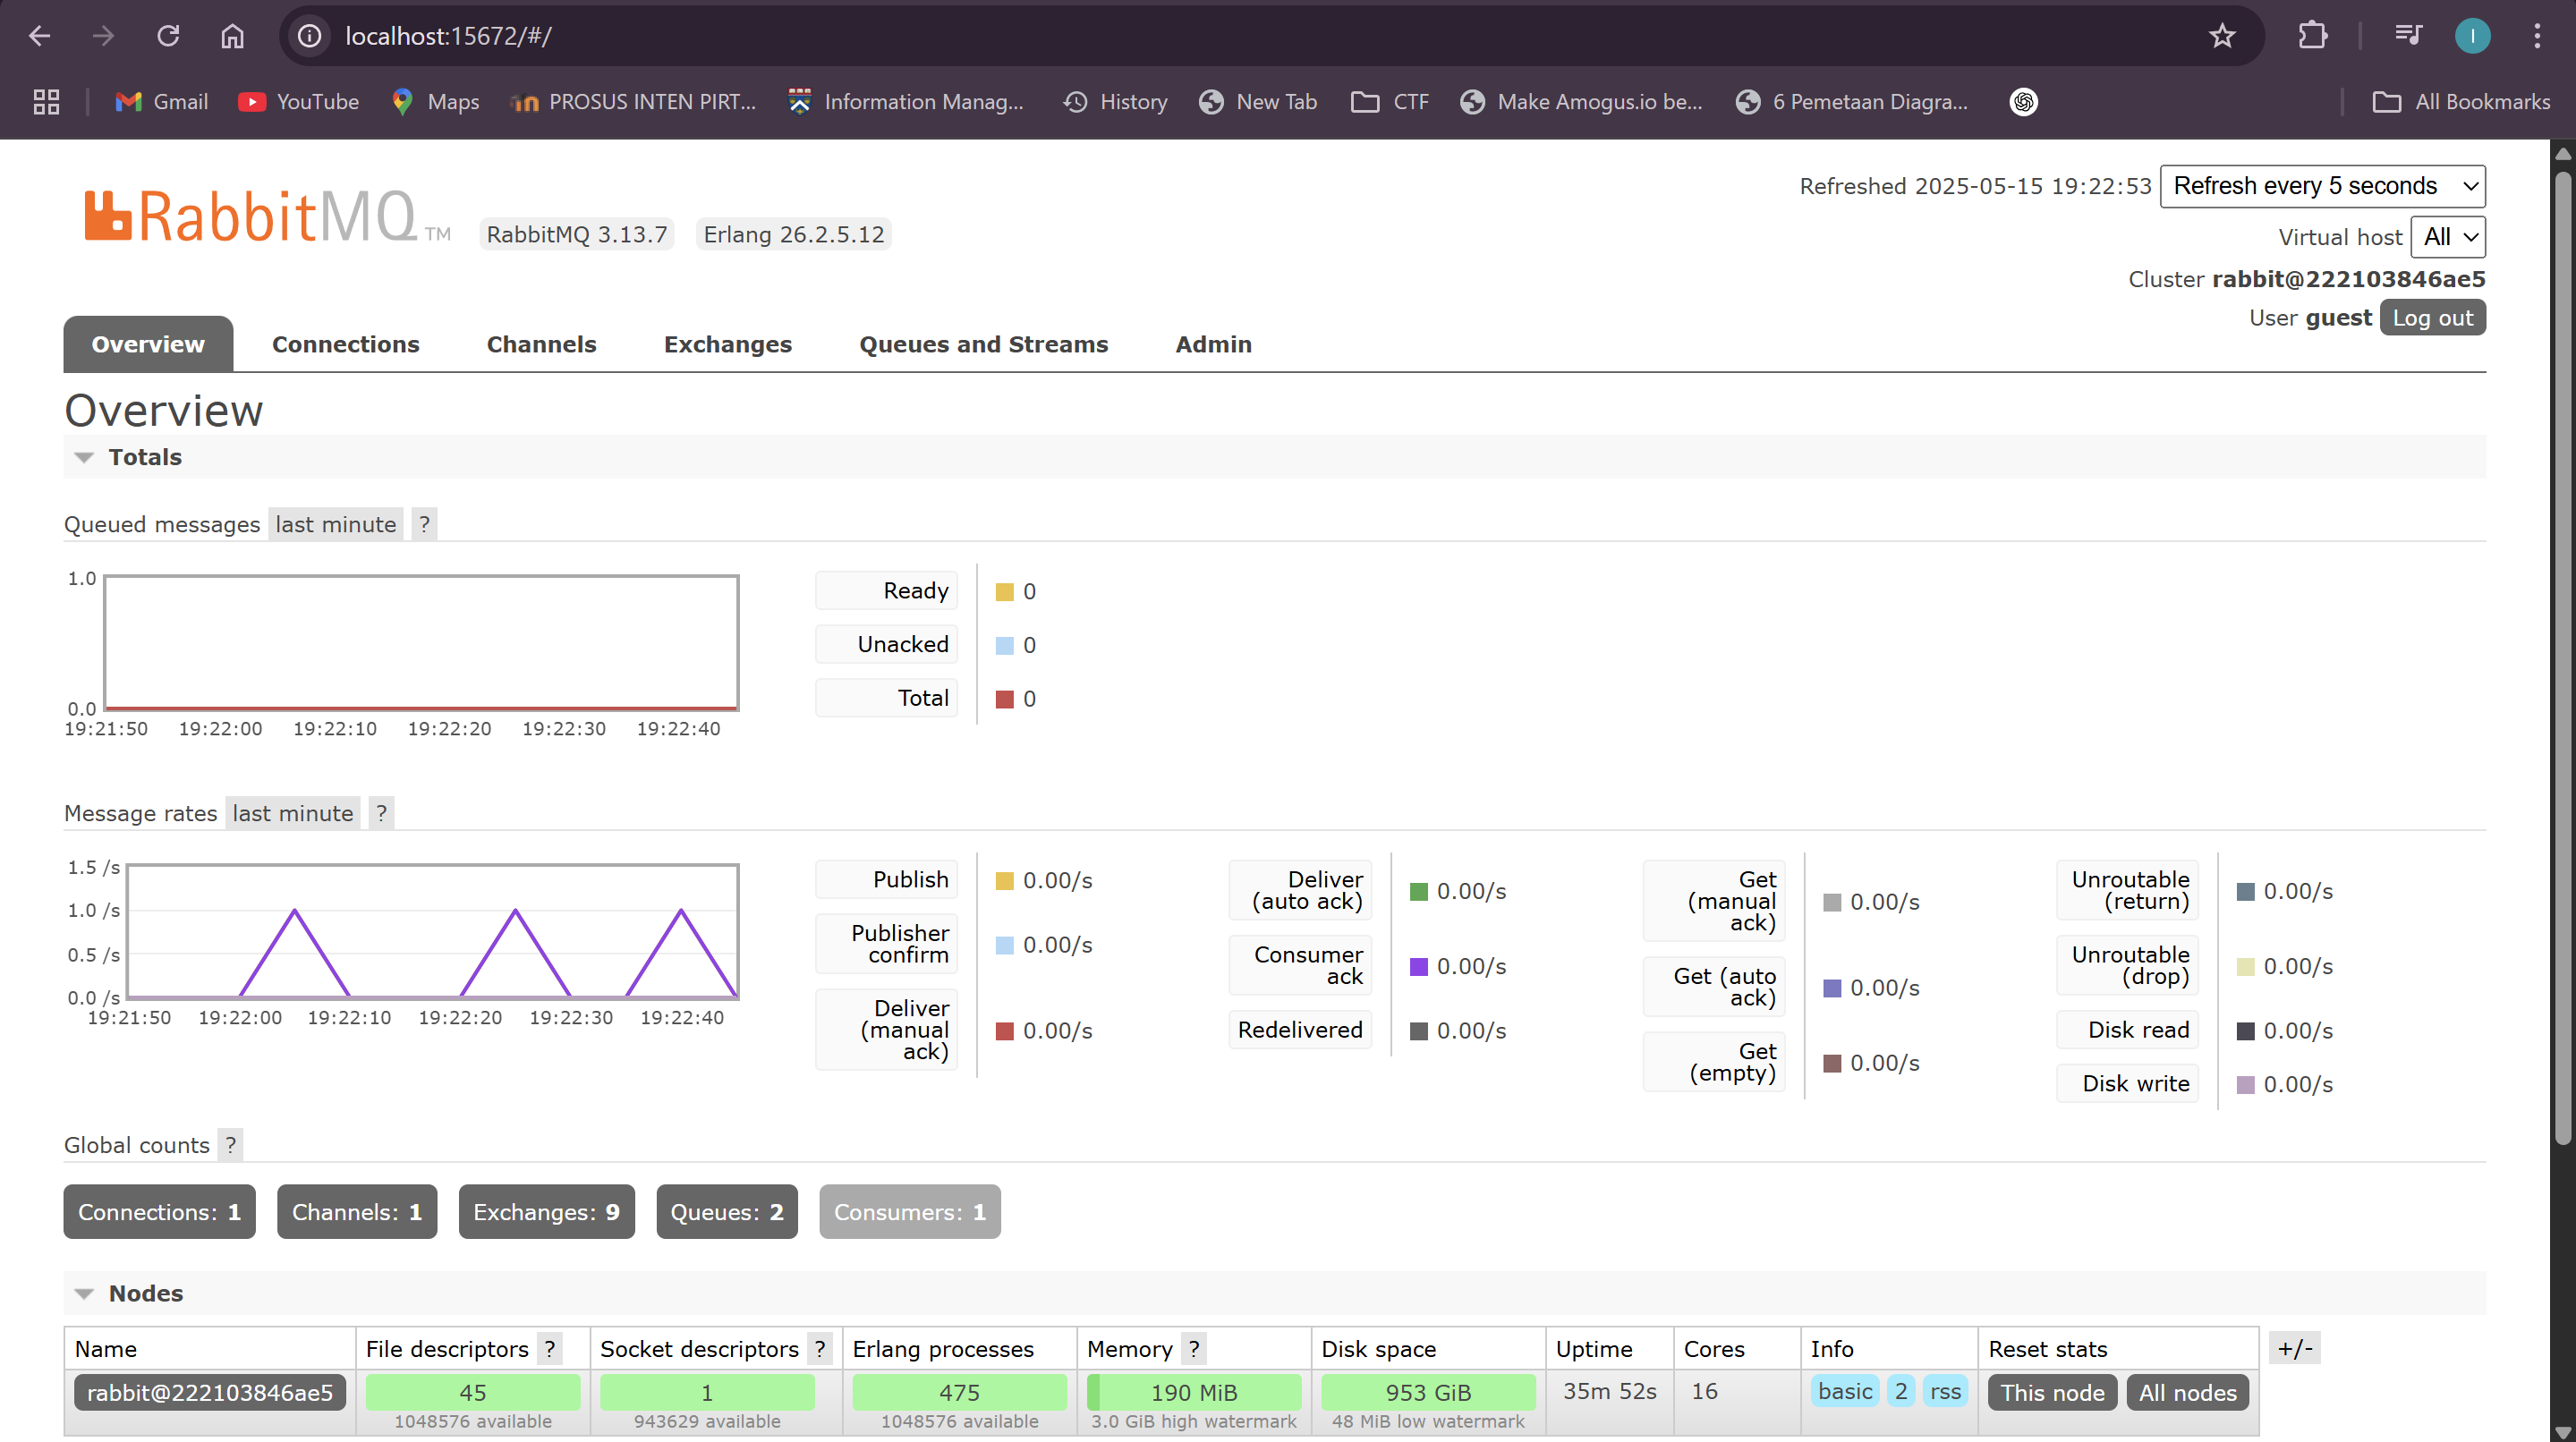 localhost:15672/#/
I
Gmail YouTube Maps PROSUS INTEN PIRT... Information Manag... History New Tab CTF Make Amogus.io be... 6 Pemetaan Diagra... All Bookmarks
RabbitMQ TM RabbitMQ 3.13.7 Erlang 26.2.5.12
Refreshed 2025-05-15 19:22:53 Refresh every 5 seconds
Virtual host All
Cluster rabbit@222103846ae5
User guest Log out
Overview Connections Channels Exchanges Queues and Streams Admin
Overview
Totals
Queued messages last minute ?
1.0
0.0
19:21:50 19:22:00 19:22:10 19:22:20 19:22:30 19:22:40
Ready 0
Unacked 0
Total 0
Message rates last minute ?
1.5 /s
1.0 /s
0.5 /s
0.0 /s
19:21:50 19:22:00 19:22:10 19:22:20 19:22:30 19:22:40
Publish 0.00/s
Publisher
confirm 0.00/s
Deliver
(manual
ack) 0.00/s
Deliver
(auto ack) 0.00/s
Consumer
ack 0.00/s
Redelivered 0.00/s
Get
(manual
ack) 0.00/s
Get (auto
ack) 0.00/s
Get
(empty) 0.00/s
Unroutable
(return) 0.00/s
Unroutable
(drop) 0.00/s
Disk read 0.00/s
Disk write 0.00/s
Global counts ?
Connections: 1 Channels: 1 Exchanges: 9 Queues: 2 Consumers: 1
Nodes
Name File descriptors ? Socket descriptors ? Erlang processes Memory ? Disk space Uptime Cores Info Reset stats +/-
rabbit@222103846ae5 45 1 475 190 MiB 953 GiB 35m 52s 16 basic 2 rss This node All nodes
1048576 available 943629 available 1048576 available 3.0 GiB high watermark 48 MiB low watermark